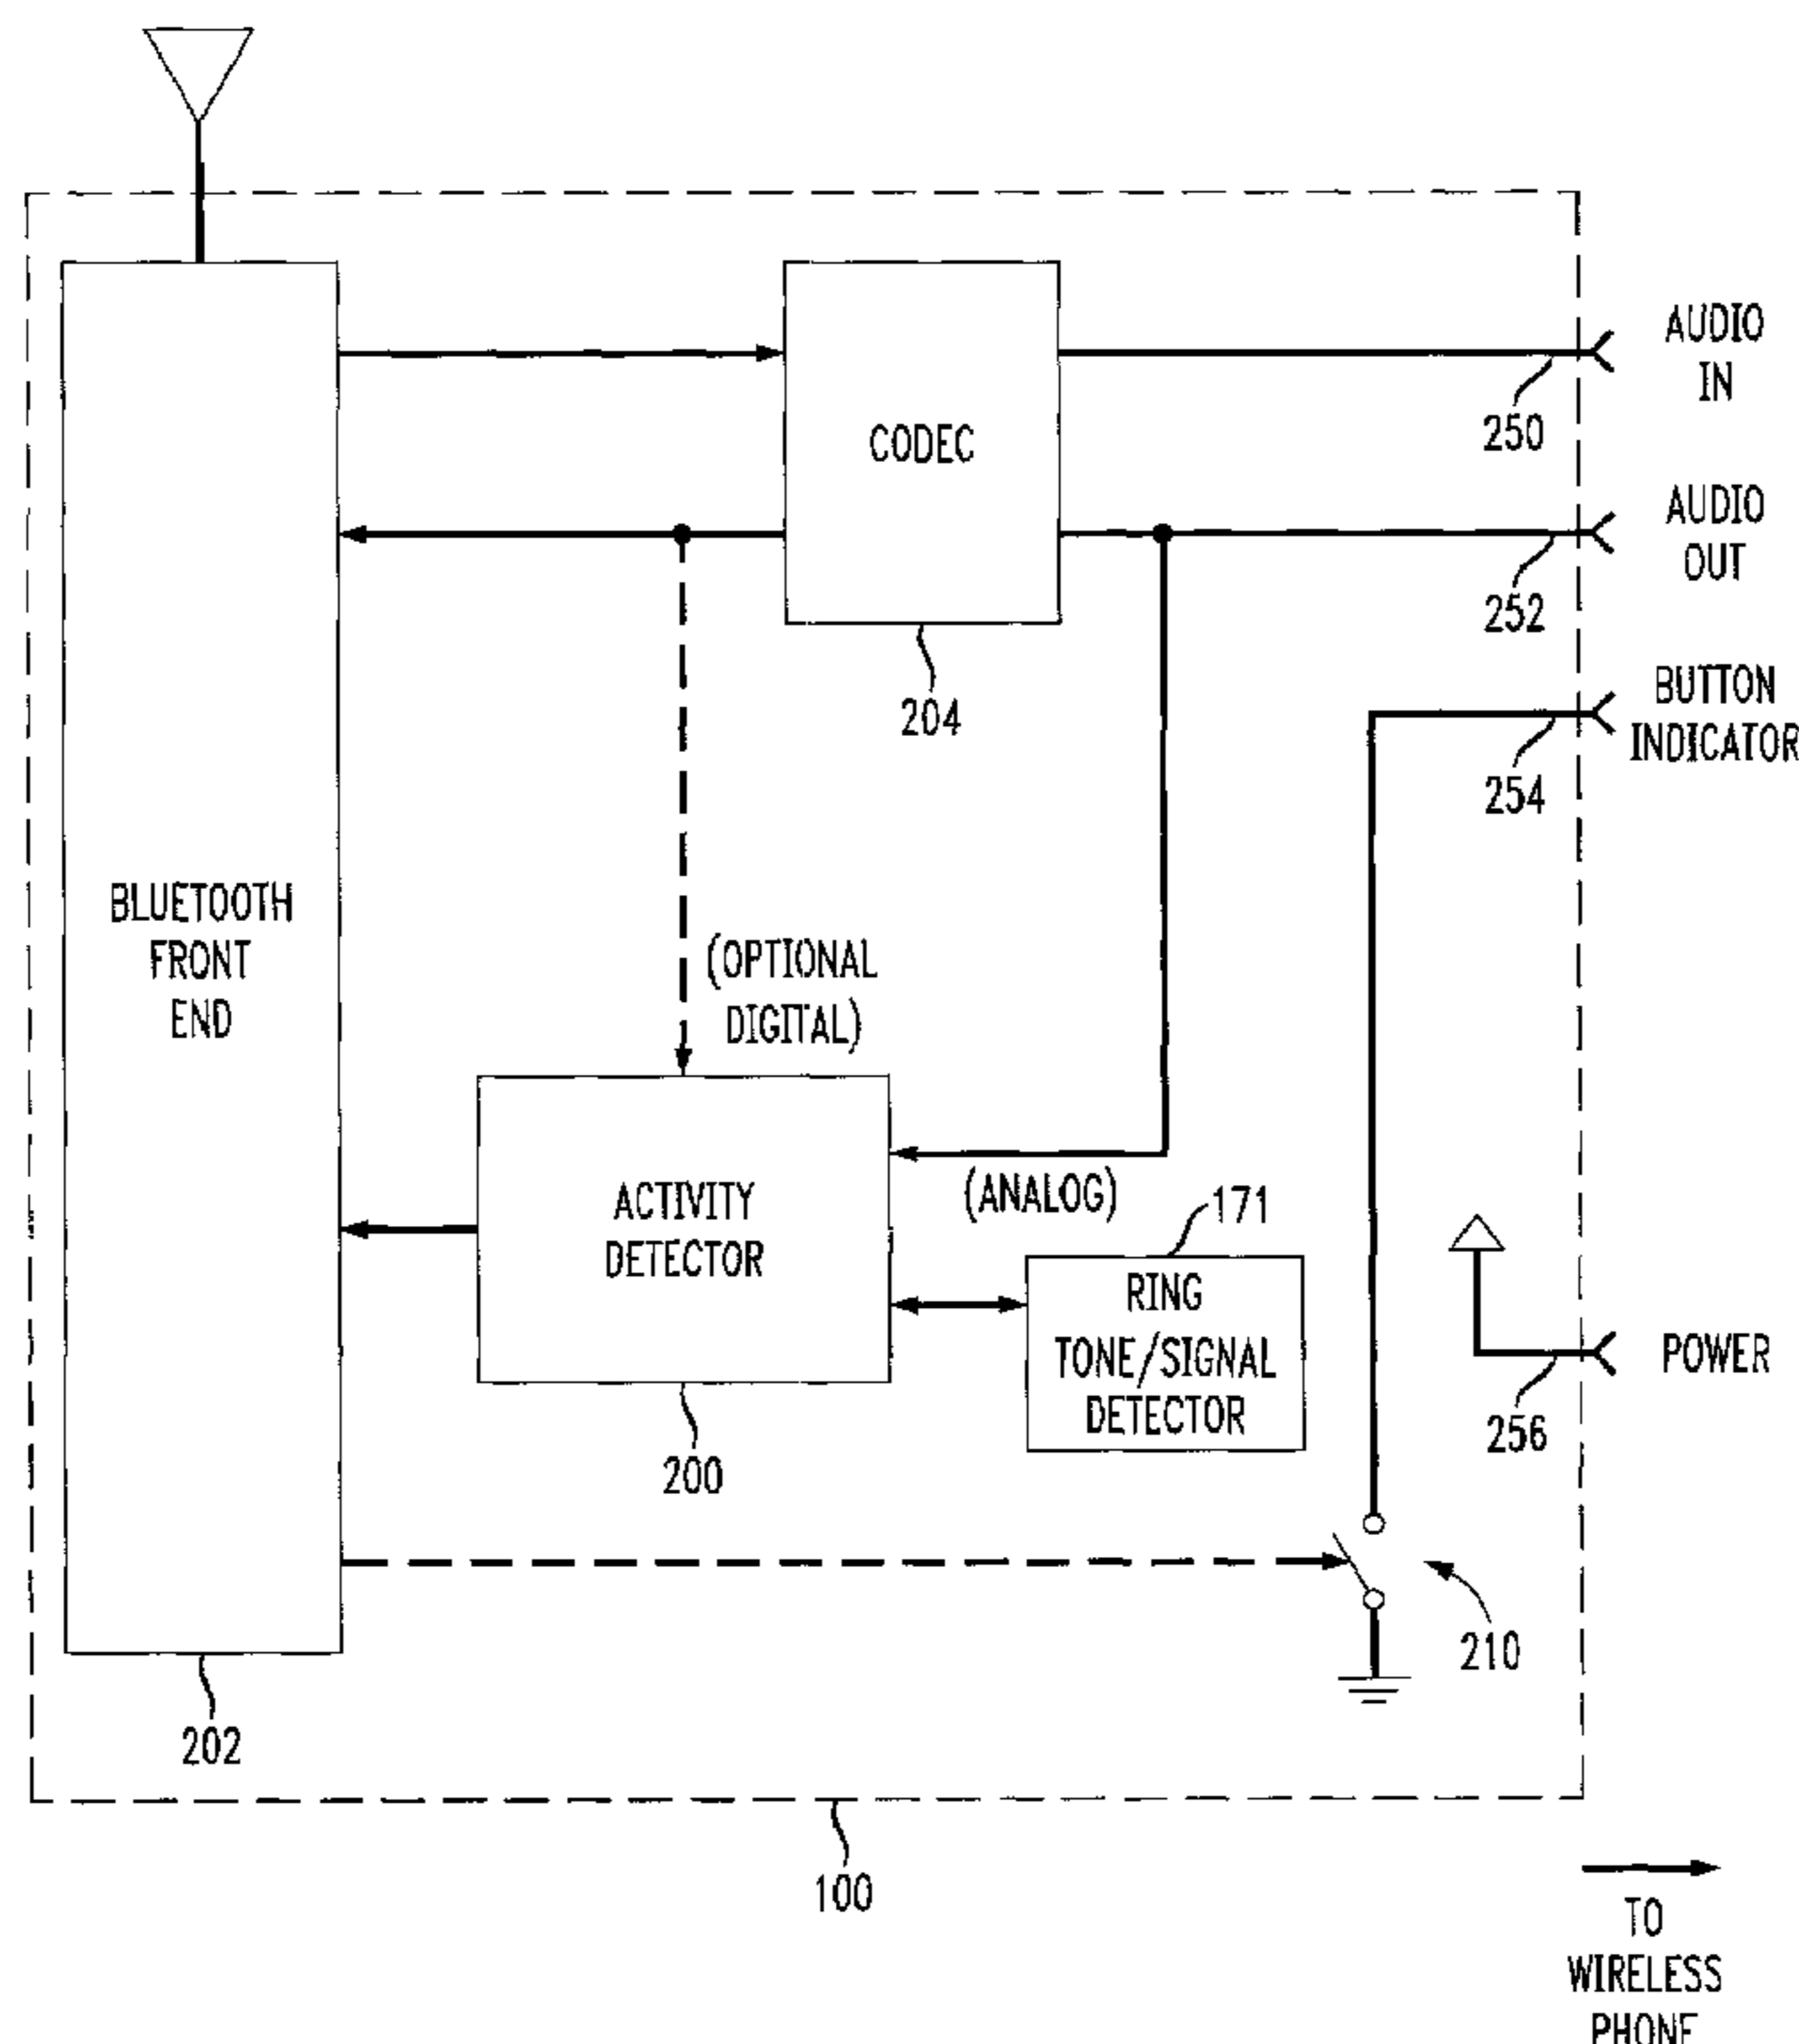 AUDIO
IN
250
CODEC
AUDIO
OUT
252
204
BUTTON
INDICATOR
254
BLUETOOTH
FRONT
END
(OPTIONAL
DIGITAL)
ACTIVITY
DETECTOR
(ANALOG)
171
RING
TONE/SIGNAL
DETECTOR
POWER
256
200
210
202
100
TO
WIRELESS
PHONE